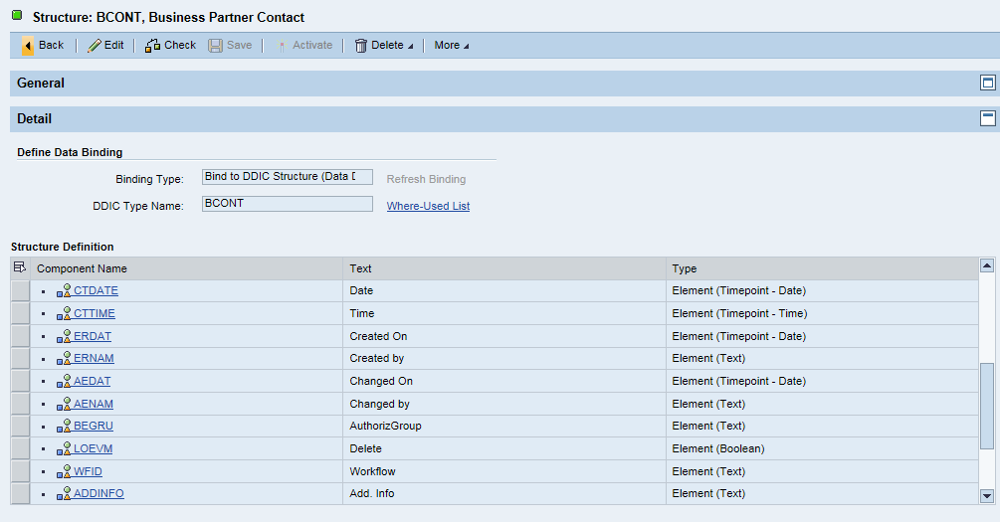 Structure: BCONT, Business Partner Contact
Back Edit Check Save Activate Delete More
General
Detail
Define Data Binding
Binding Type: Bind to DDIC Structure (Data Refresh Binding
DDIC Type Name: BCONT Where-Used List
Structure Definition
Component Name Text Type
CTDATE Date Element (Timepoint - Date)
CTTIME Time Element (Timepoint - Time)
ERDAT Created On Element (Timepoint - Date)
ERNAM Created by Element (Text)
AEDAT Changed On Element (Timepoint - Date)
AENAM Changed by Element (Text)
BEGRU AuthorizGroup Element (Text)
LOEVM Delete Element (Boolean)
WFID Workflow Element (Text)
ADDINFO Add. Info Element (Text)